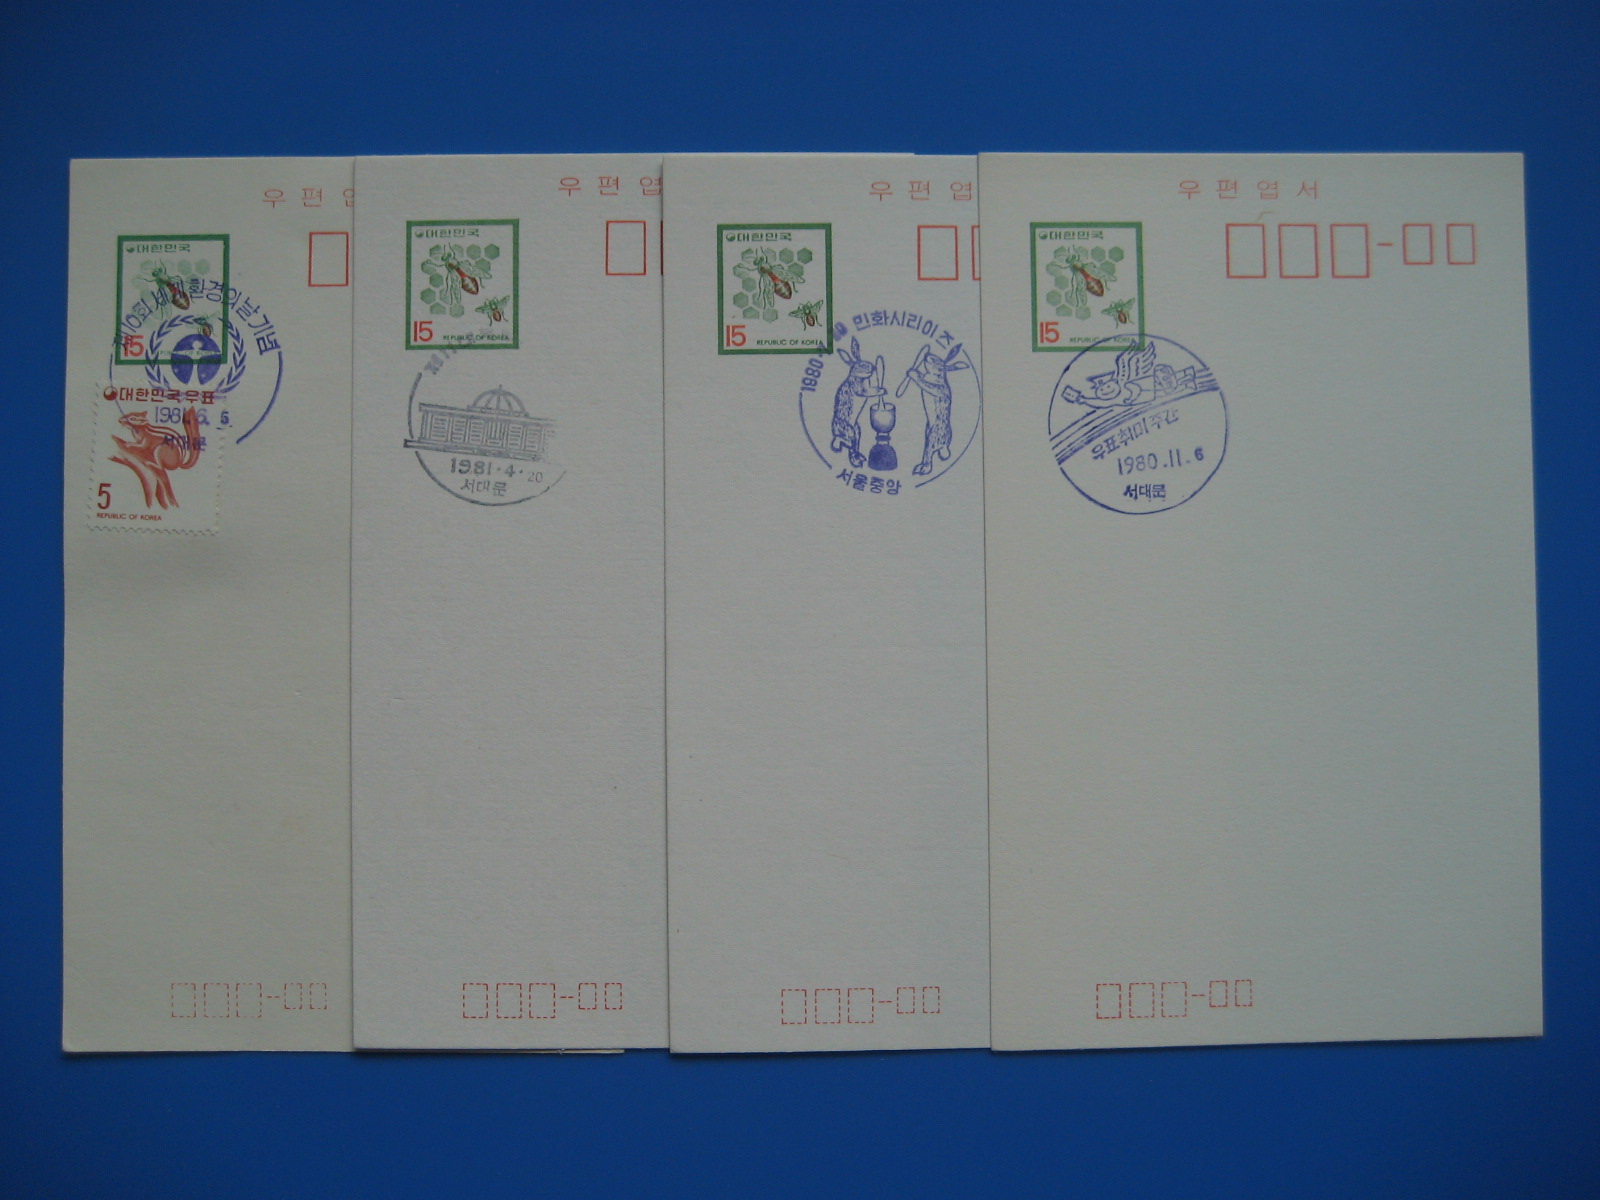 우편엽
대한민국
15
제10회 세계 환경의 날 기념
대한민국우표
1981.6.5
서대문
5
REPUBLIC OF KOREA
우편엽
대한민국
15
REPUBLIC OF KOREA
1981.4.20
서대문
우편엽
대한민국
15
REPUBLIC OF KOREA
민화시리이즈
서울중앙
우편엽서
대한민국
15
REPUBLIC OF KOREA
우표취미주간
1980.11.6
서대문